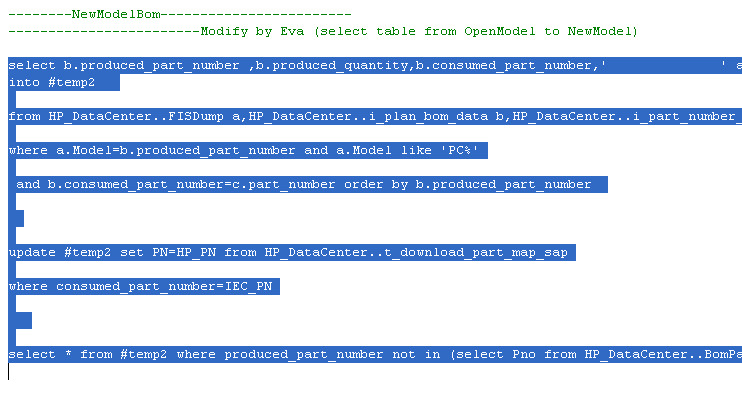 --------NewModelBom------------------------
------------------------Modify by Eva (select table from OpenModel to NewModel)
select b.produced_part_number ,b.produced_quantity,b.consumed_part_number,'               ' a
into #temp2
from HP_DataCenter..FISDump a,HP_DataCenter..i_plan_bom_data b,HP_DataCenter..i_part_number_
where a.Model=b.produced_part_number and a.Model like 'PC%'
and b.consumed_part_number=c.part_number order by b.produced_part_number
update #temp2 set PN=HP_PN from HP_DataCenter..t_download_part_map_sap
where consumed_part_number=IEC_PN
select * from #temp2 where produced_part_number not in (select Pno from HP_DataCenter..BomPa